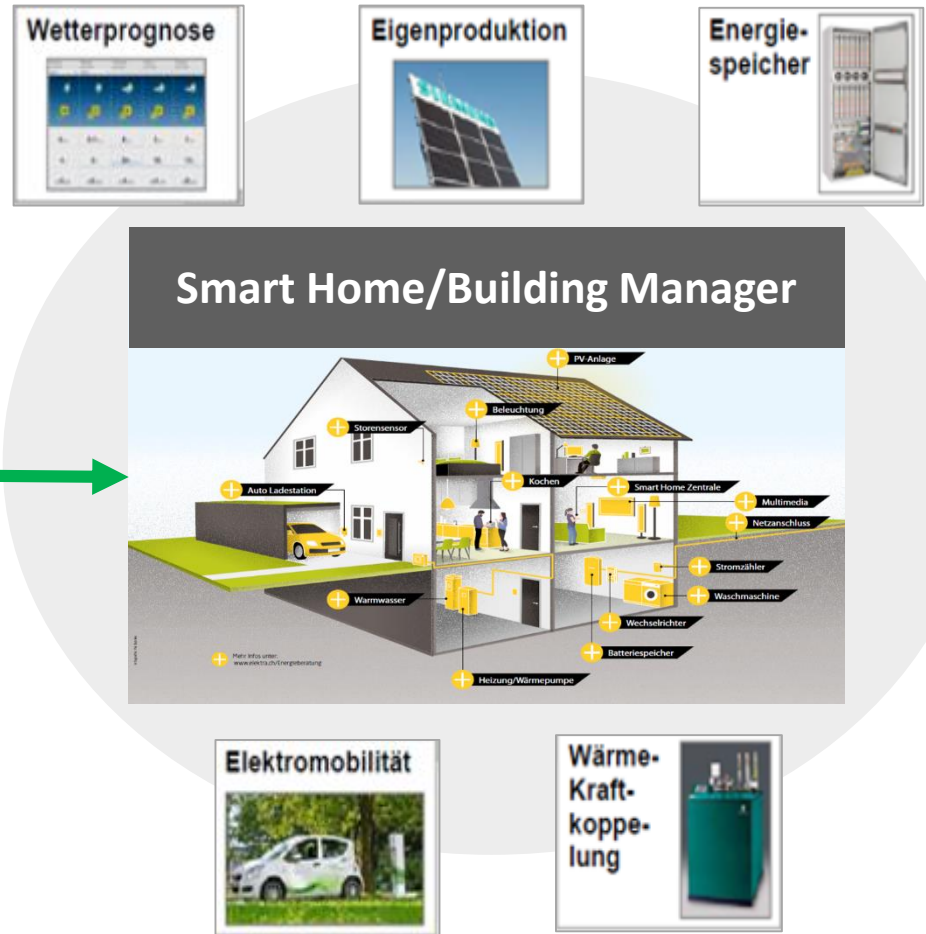 Wetterprognose
Eigenproduktion
Energie-
speicher
Smart Home/Building Manager
PV-Anlage
Beleuchtung
Storensensor
Kochen
Auto Ladestation
Smart Home Zentrale
Multimedia
Netzanschluss
Stromzähler
Warmwasser
Waschmaschine
Wechselrichter
Batteriespeicher
Mehr Infos unter:
www.elektra.ch/Energieberatung
Heizung/Wärmepumpe
Elektromobilität
Wärme-
Kraft-
koppe-
lung